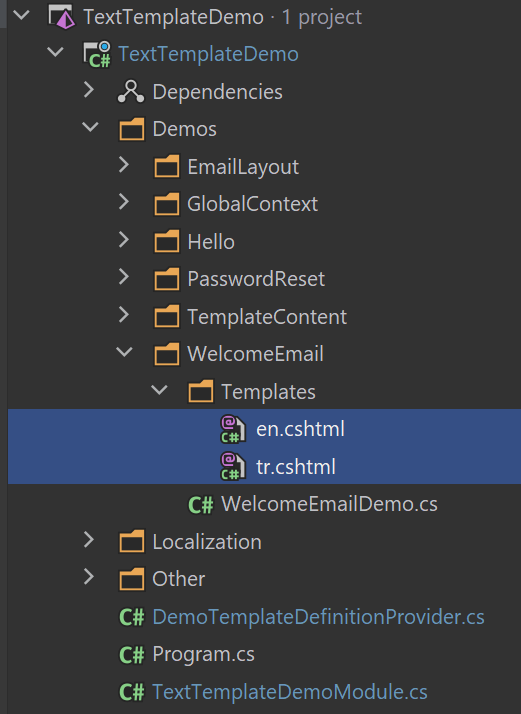 TextTemplateDemo · 1 project
TextTemplateDemo
Dependencies
Demos
EmailLayout
GlobalContext
Hello
PasswordReset
TemplateContent
WelcomeEmail
Templates
en.cshtml
tr.cshtml
C# WelcomeEmailDemo.cs
Localization
Other
C# DemoTemplateDefinitionProvider.cs
C# Program.cs
C# TextTemplateDemoModule.cs